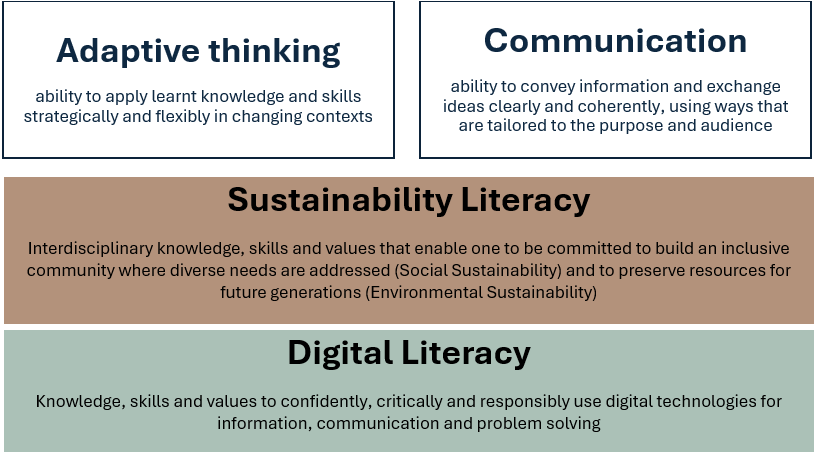 Adaptive thinking
ability to apply learnt knowledge and skills
strategically and flexibly in changing contexts
Communication
ability to convey information and exchange
ideas clearly and coherently, using ways that
are tailored to the purpose and audience
Sustainability Literacy
Interdisciplinary knowledge, skills and values that enable one to be committed to build an inclusive
community where diverse needs are addressed (Social Sustainability) and to preserve resources for
future generations (Environmental Sustainability)
Digital Literacy
Knowledge, skills and values to confidently, critically and responsibly use digital technologies for
information, communication and problem solving